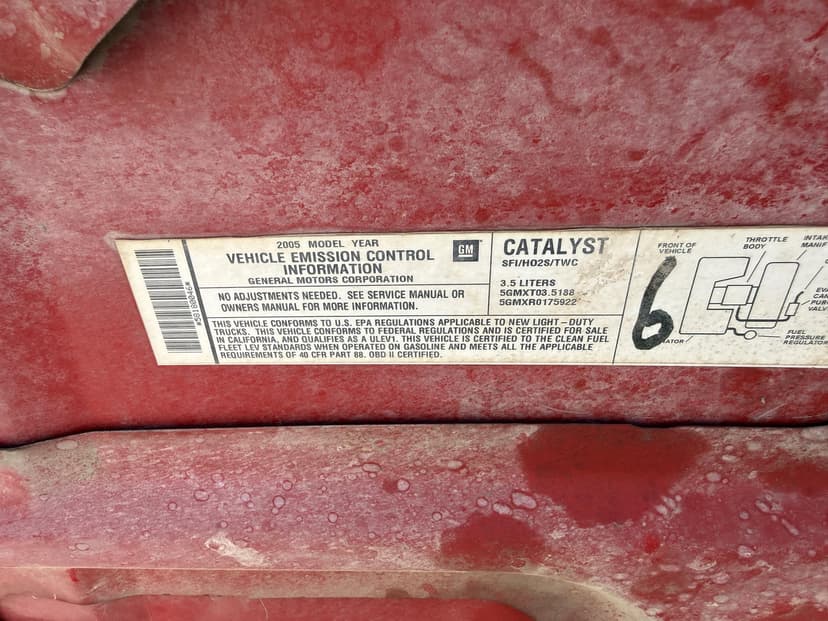 *5G180046*
2005 MODEL YEAR
VEHICLE EMISSION CONTROL
INFORMATION
GENERAL MOTORS CORPORATION
GM
NO ADJUSTMENTS NEEDED. SEE SERVICE MANUAL OR
OWNERS MANUAL FOR MORE INFORMATION.
CATALYST
SFI/HO2S/TWC
3.5 LITERS
5GMXT03.5188
5GMXR0175922
THIS VEHICLE CONFORMS TO U.S. EPA REGULATIONS APPLICABLE TO NEW LIGHT-DUTY
TRUCKS. THIS VEHICLE CONFORMS TO FEDERAL REGULATIONS AND IS CERTIFIED FOR SALE
IN CALIFORNIA, AND QUALIFIES AS A ULEV1. THIS VEHICLE IS CERTIFIED TO THE CLEAN FUEL
FLEET LEV STANDARDS WHEN OPERATED ON GASOLINE AND MEETS ALL THE APPLICABLE
REQUIREMENTS OF 40 CFR PART 88. OBD II CERTIFIED.
6
FRONT OF
VEHICLE
THROTTLE
BODY
FUEL
PRESSURE